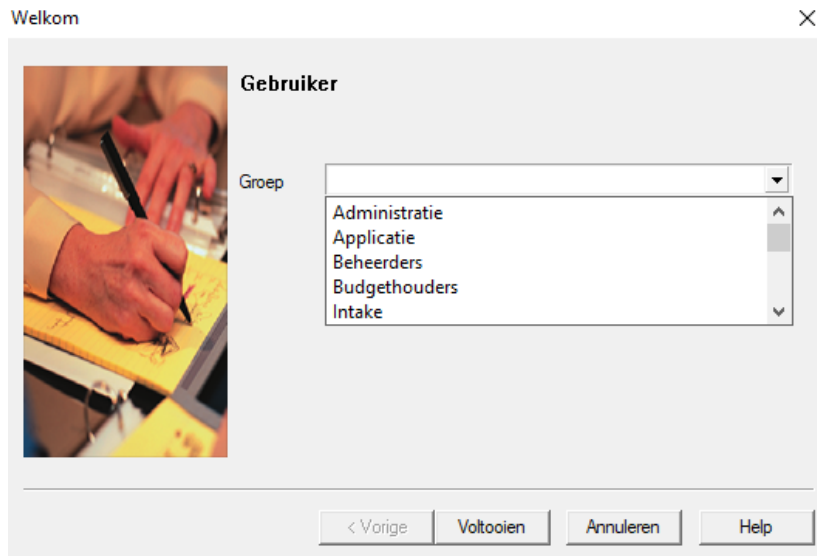 Welkom
Gebruiker
Groep
Administratie
Applicatie
Beheerders
Budgethouders
Intake
< Vorige
Voltooien
Annuleren
Help